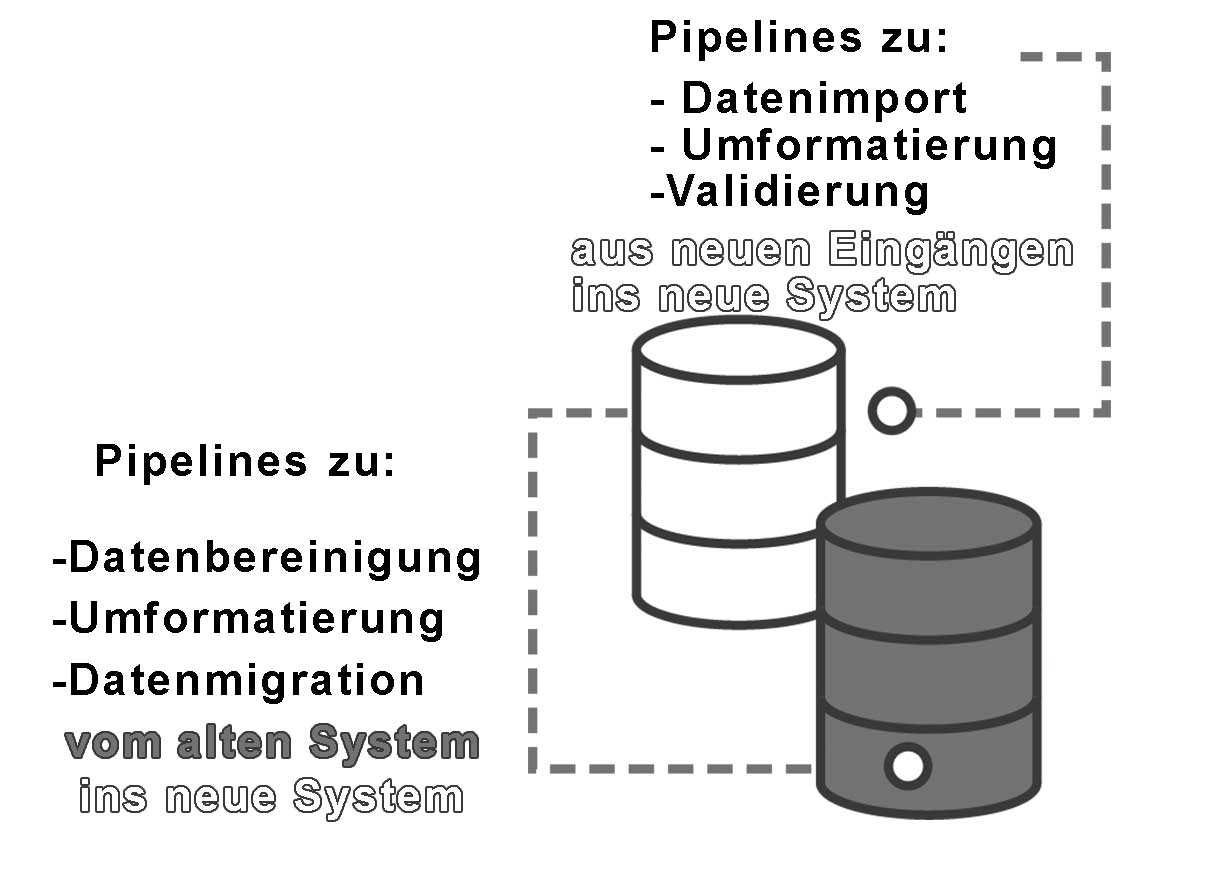 Pipelines zu:
- Datenimport
- Umformatierung
-Validierung
aus neuen Eingängen
ins neue System
Pipelines zu:
-Datenbereinigung
-Umformatierung
-Datenmigration
vom alten System
ins neue System